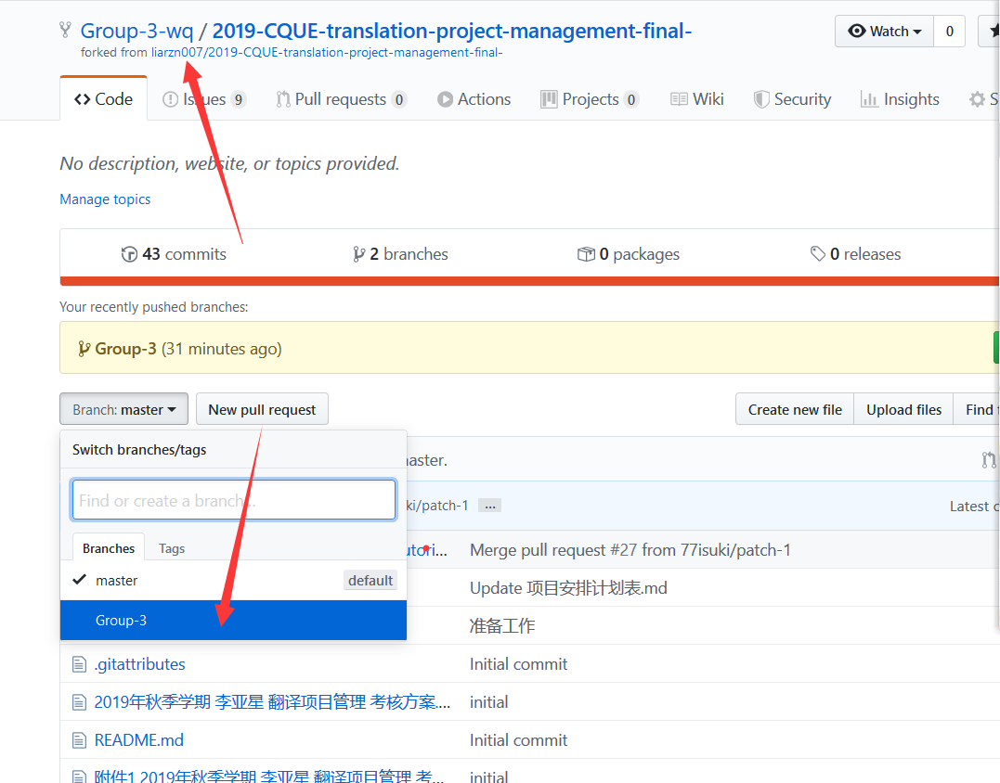 Group-3-wq / 2019-CQUE-translation-project-management-final-
Watch 0
forked from liarzn007/2019-CQUE-translation-project-management-final-
Code Issues 9 Pull requests 0 Actions Projects 0 Wiki Security Insights S
No description, website, or topics provided.
Manage topics
43 commits 2 branches 0 packages 0 releases
Your recently pushed branches:
Group-3 (31 minutes ago)
Branch: master New pull request Create new file Upload files Find f
Switch branches/tags
master.
Find or create a branch...
ki/patch-1 ... Latest c
Branches Tags
utori... Merge pull request #27 from 77isuki/patch-1
master default
Update 项目安排计划表.md
Group-3
准备工作
.gitattributes Initial commit
2019年秋季学期 李亚星 翻译项目管理 考核方案.... initial
README.md Initial commit
附件1 2019年秋季学期 李亚星 翻译项目管理 考... initial